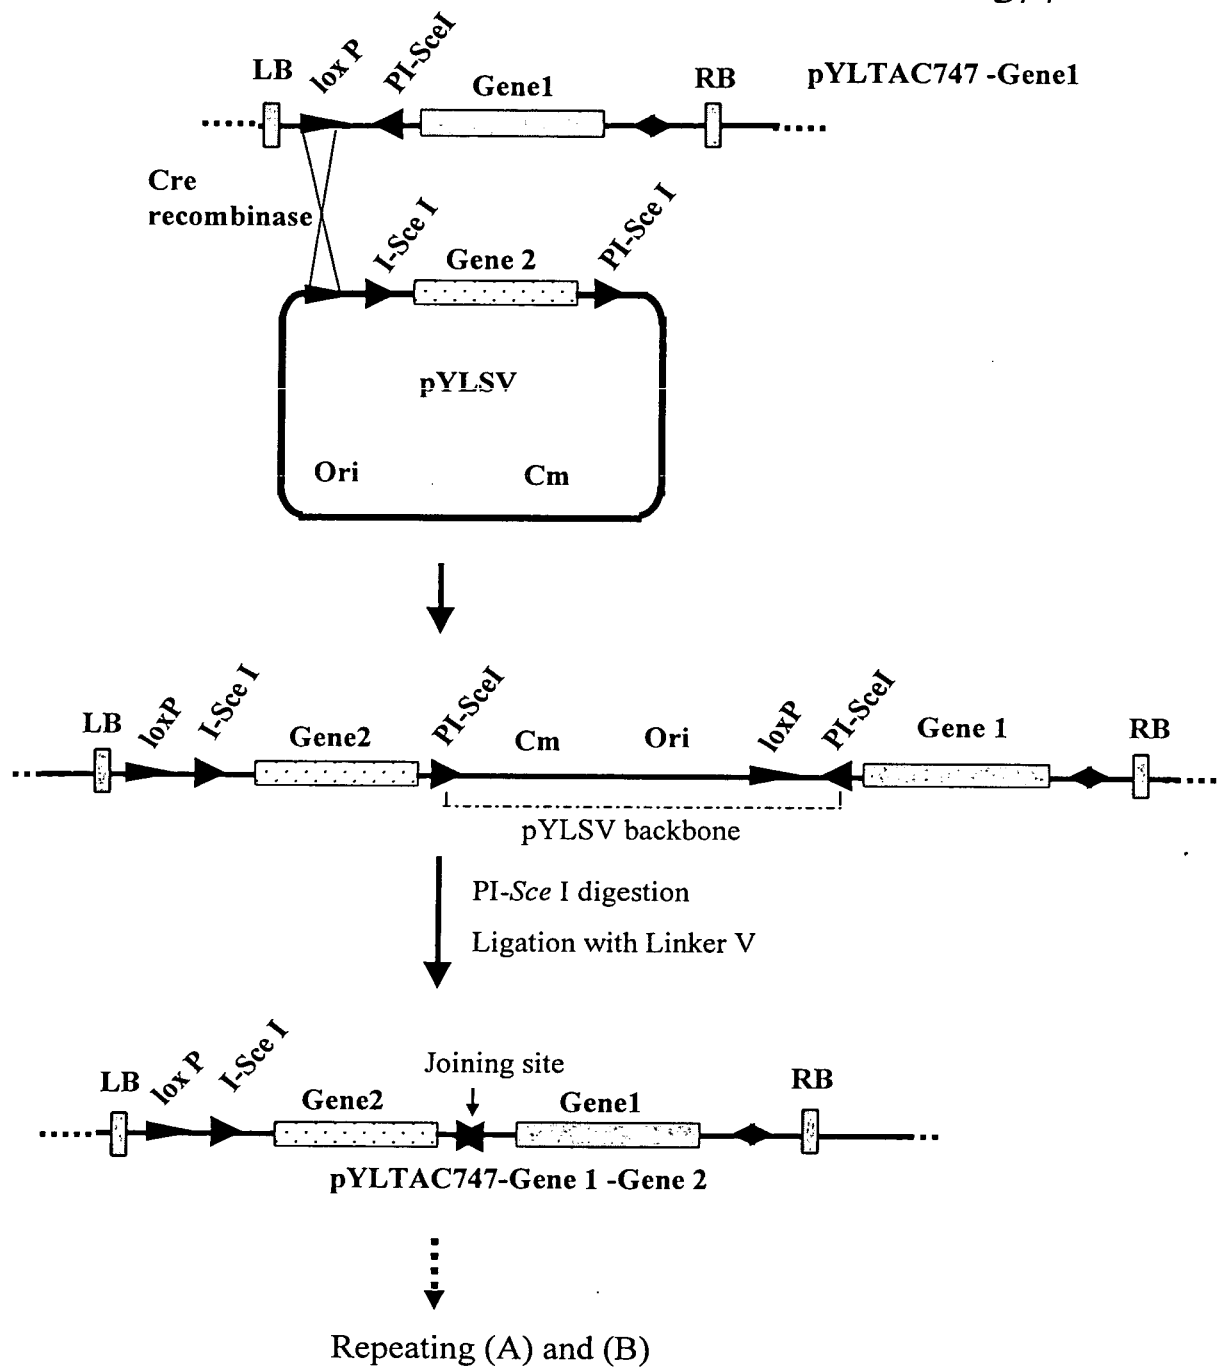 LB
lox P
PI-SceI
Gene1
RB
pYLTAC747 -Gene1
Cre
recombinase
I-Sce I
Gene 2
PI-Sce I
pYLSV
Ori
Cm
LB
loxP
I-Sce I
Gene2
PI-SceI
Cm
Ori
loxP
PI-SceI
Gene 1
RB
pYLSV backbone
PI-Sce I digestion
Ligation with Linker V
Joining site
LB
lox P
I-Sce I
Gene2
Gene1
RB
pYLTAC747-Gene 1 -Gene 2
Repeating (A) and (B)